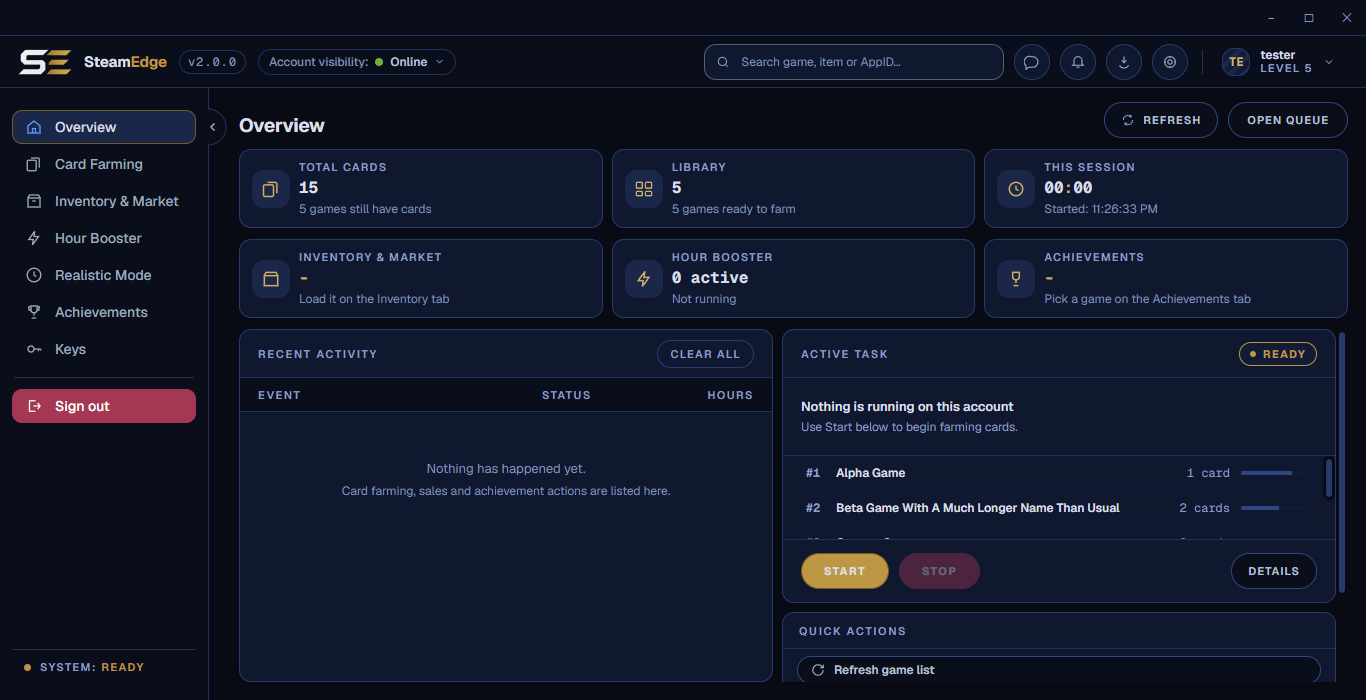 SE SteamEdge v2.0.0 Account visibility: Online
Search game, item or AppID...
TE tester
LEVEL 5
Overview
Card Farming
Inventory & Market
Hour Booster
Realistic Mode
Achievements
Keys
Sign out
SYSTEM: READY
Overview
REFRESH
OPEN QUEUE
TOTAL CARDS
15
5 games still have cards
LIBRARY
5
5 games ready to farm
THIS SESSION
00:00
Started: 11:26:33 PM
INVENTORY & MARKET
-
Load it on the Inventory tab
HOUR BOOSTER
0 active
Not running
ACHIEVEMENTS
-
Pick a game on the Achievements tab
RECENT ACTIVITY
CLEAR ALL
EVENT STATUS HOURS
Nothing has happened yet.
Card farming, sales and achievement actions are listed here.
ACTIVE TASK
READY
Nothing is running on this account
Use Start below to begin farming cards.
#1 Alpha Game 1 card
#2 Beta Game With A Much Longer Name Than Usual 2 cards
START STOP DETAILS
QUICK ACTIONS
Refresh game list